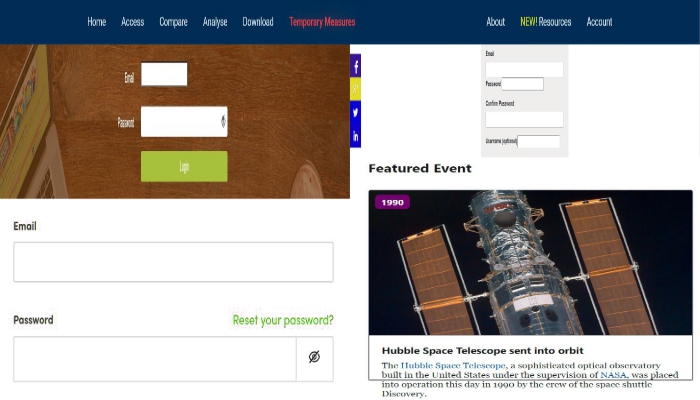 Home Access Compare Analyse Download Temporary Measures About NEW! Resources Account
Email
Password
Login
Email
Password Reset your password?
f
in
Email
Password
Confirm Password
Username (optional)
Featured Event
1990
Hubble Space Telescope sent into orbit
The Hubble Space Telescope, a sophisticated optical observatory
built in the United States under the supervision of NASA, was placed
into operation this day in 1990 by the crew of the space shuttle
Discovery.